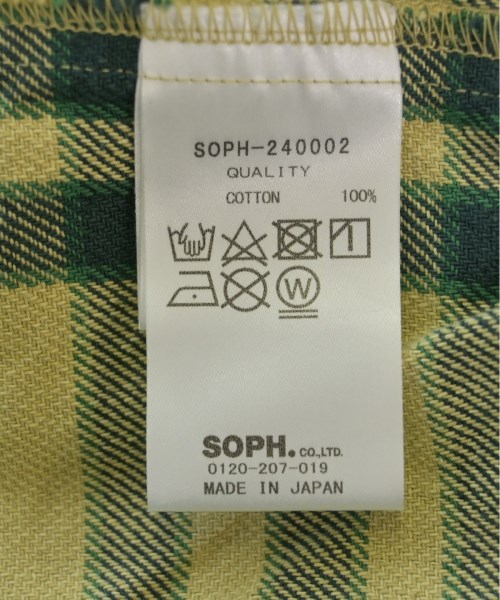 SOPH-240002
QUALITY
COTTON 100%
W
SOPH. CO.,LTD.
0120-207-019
MADE IN JAPAN